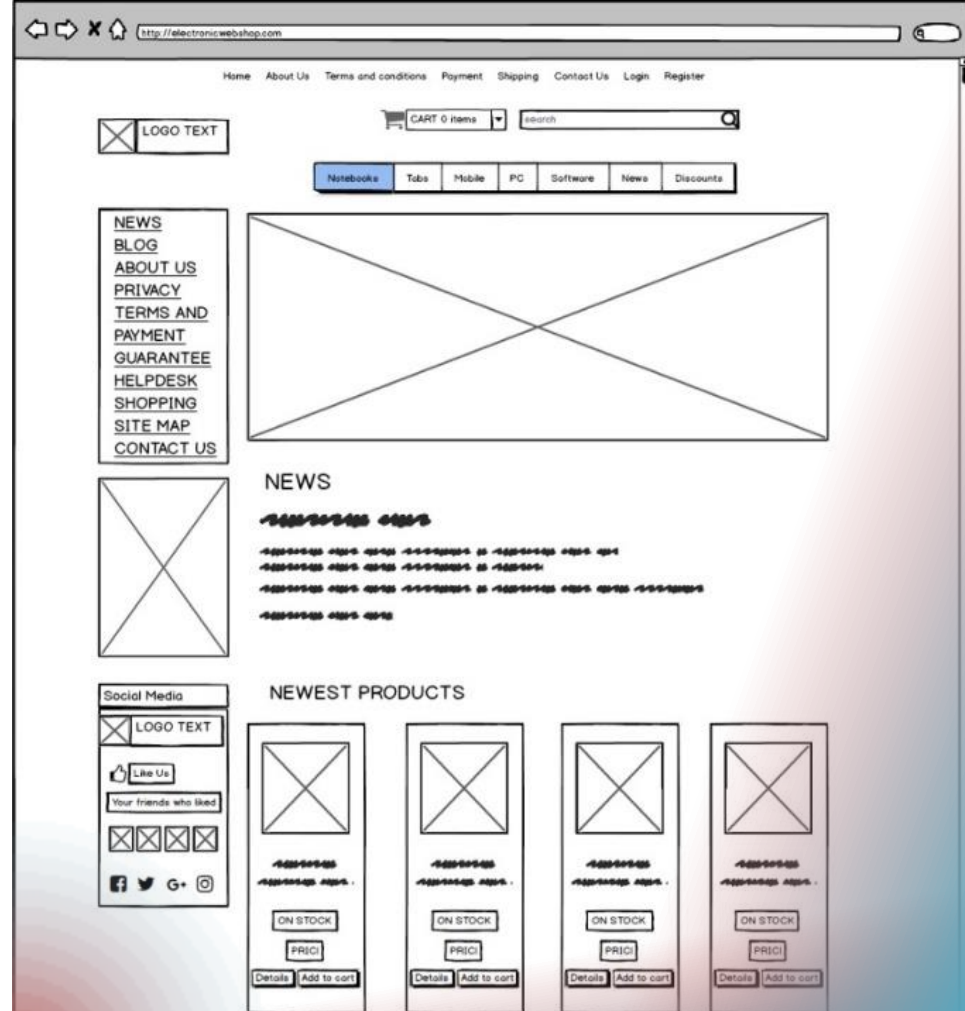 http://electronicwebshop.com
Home About Us Terms and conditions Payment Shipping Contact Us Login Register
CART 0 items search
LOGO TEXT
Notebooks Tabs Mobile PC Software News Discounts
NEWS
BLOG
ABOUT US
PRIVACY
TERMS AND
PAYMENT
GUARANTEE
HELPDESK
SHOPPING
SITE MAP
CONTACT US
NEWS
Social Media
LOGO TEXT
Like Us
Your friends who liked
G+
NEWEST PRODUCTS
ON STOCK ON STOCK ON STOCK ON STOCK
PRICI PRICI PRICI PRICI
Details Add to cart Details Add to cart Details Add to cart Details Add to cart